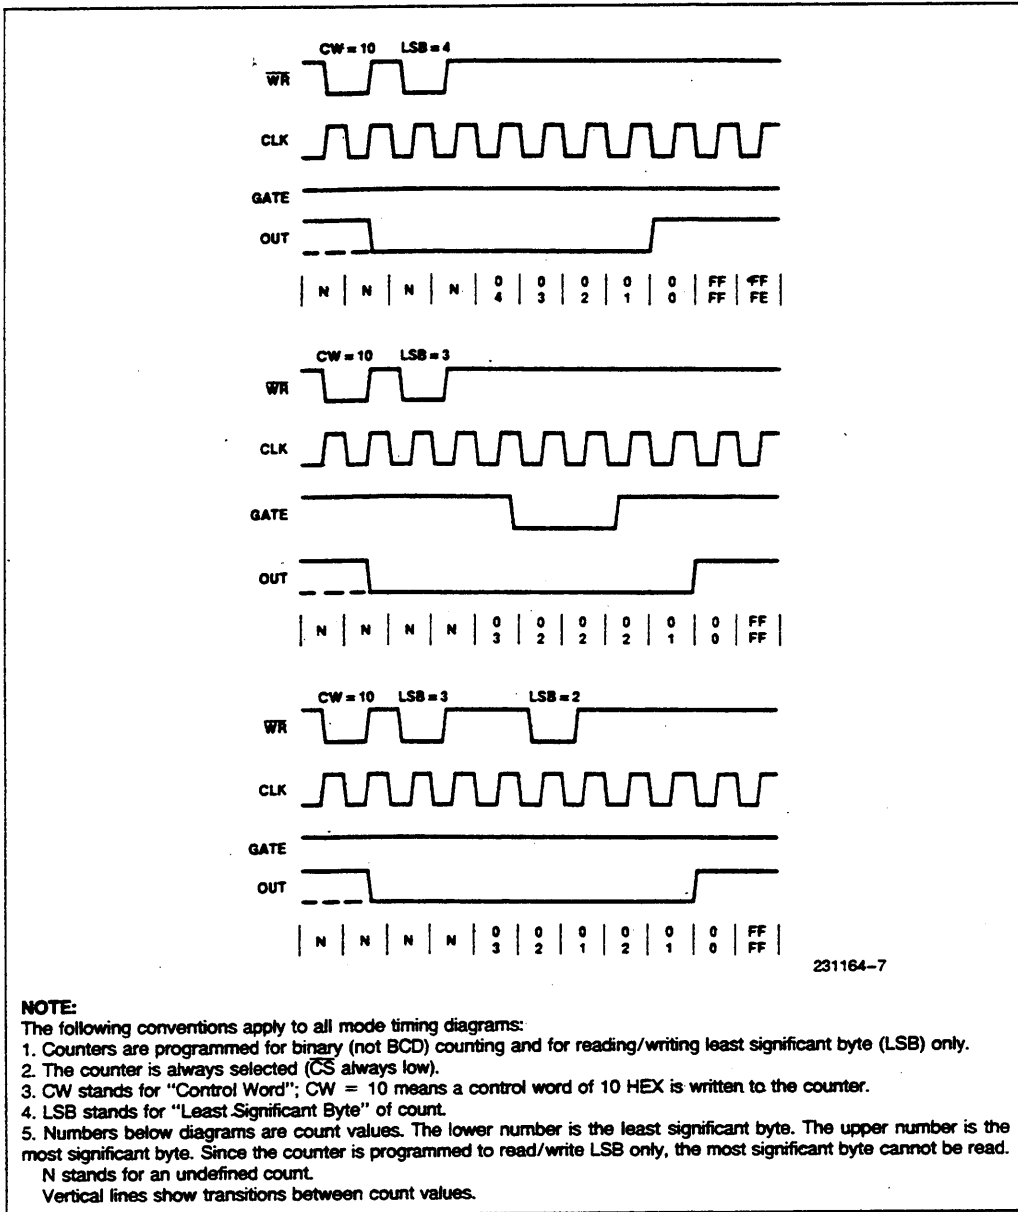 CW = 10 LSB = 4
WR
CLK
GATE
OUT
N N N N 0 0 0 0 0 FF FF
4 3 2 1 0 FF FE
CW = 10 LSB = 3
WR
CLK
GATE
OUT
N N N N 0 0 0 0 0 0 FF
3 2 2 2 1 0 FF
CW = 10 LSB = 3 LSB = 2
WR
CLK
GATE
OUT
N N N N 0 0 0 0 0 0 FF
3 2 1 2 1 0 FF
231164–7
NOTE:
The following conventions apply to all mode timing diagrams:
1. Counters are programmed for binary (not BCD) counting and for reading/writing least significant byte (LSB) only.
2. The counter is always selected (CS always low).
3. CW stands for "Control Word"; CW = 10 means a control word of 10 HEX is written to the counter.
4. LSB stands for "Least Significant Byte" of count.
5. Numbers below diagrams are count values. The lower number is the least significant byte. The upper number is the
most significant byte. Since the counter is programmed to read/write LSB only, the most significant byte cannot be read.
N stands for an undefined count.
Vertical lines show transitions between count values.